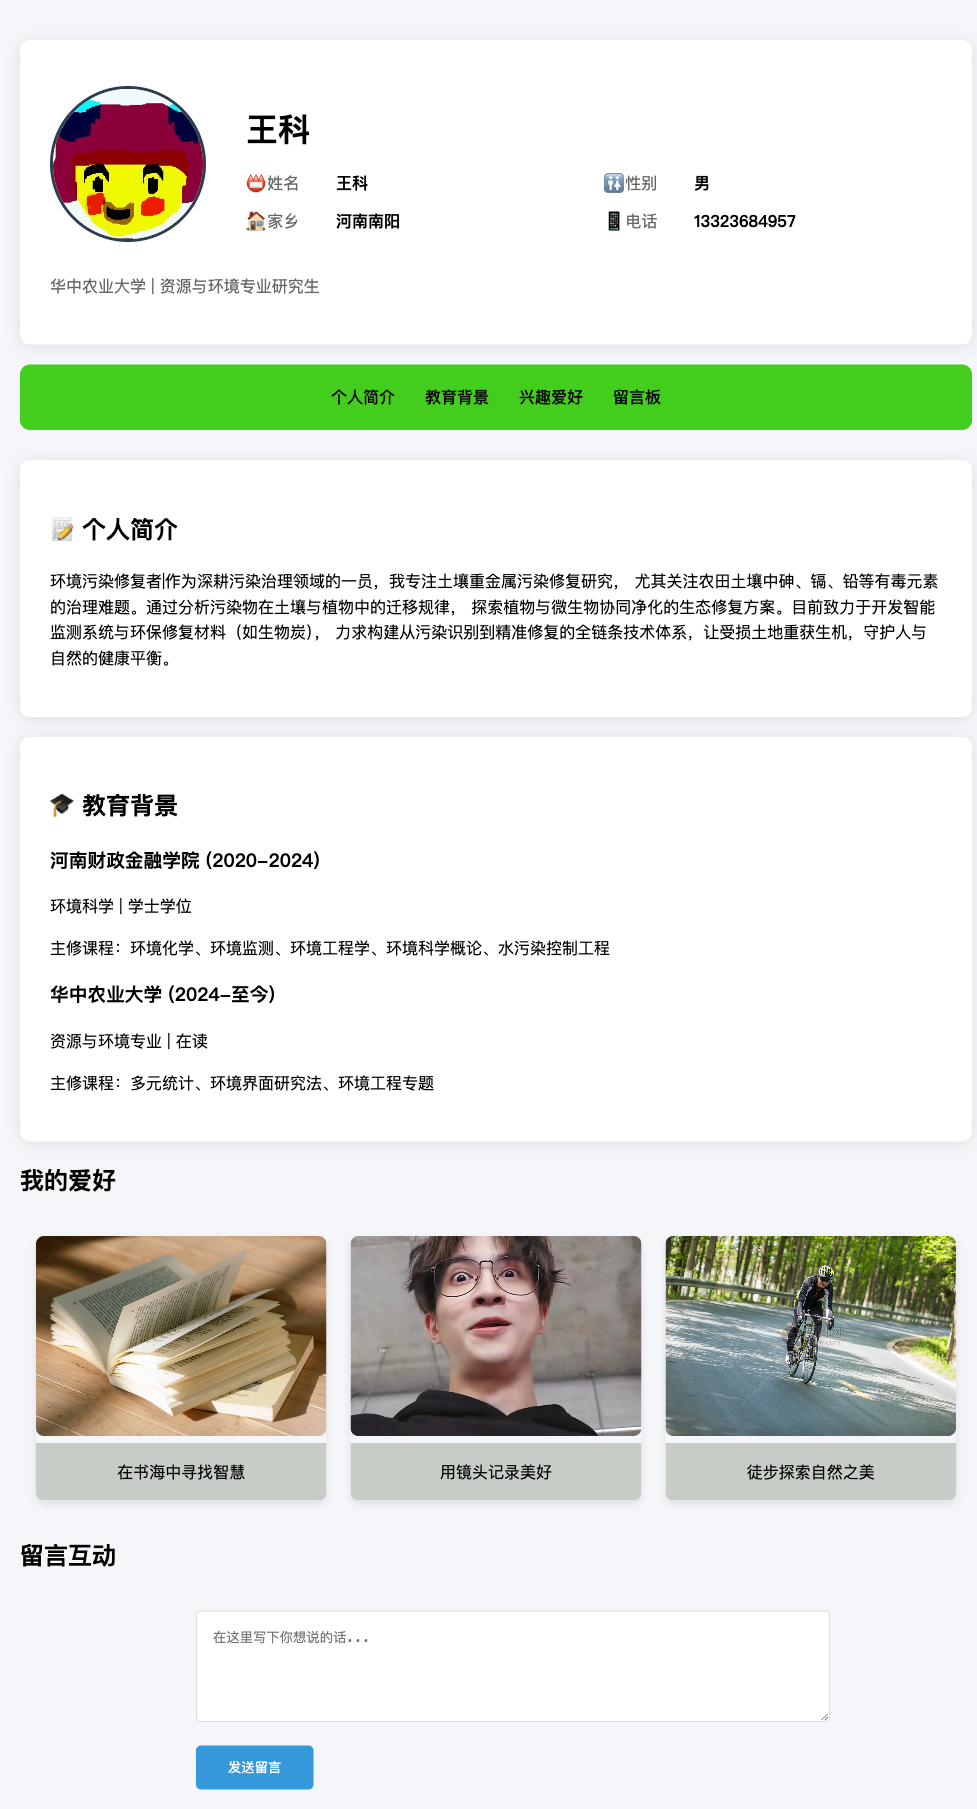 王科
📛姓名 王科 🚻性别 男
🏠家乡 河南南阳 📱电话 13323684957
华中农业大学 | 资源与环境专业研究生
个人简介 教育背景 兴趣爱好 留言板
📝 个人简介
环境污染修复者|作为深耕污染治理领域的一员，我专注土壤重金属污染修复研究， 尤其关注农田土壤中砷、镉、铅等有毒元素
的治理难题。通过分析污染物在土壤与植物中的迁移规律， 探索植物与微生物协同净化的生态修复方案。目前致力于开发智能
监测系统与环保修复材料（如生物炭）， 力求构建从污染识别到精准修复的全链条技术体系，让受损土地重获生机，守护人与
自然的健康平衡。
🎓 教育背景
河南财政金融学院 (2020-2024)
环境科学 | 学士学位
主修课程：环境化学、环境监测、环境工程学、环境科学概论、水污染控制工程
华中农业大学 (2024-至今)
资源与环境专业 | 在读
主修课程：多元统计、环境界面研究法、环境工程专题
我的爱好
在书海中寻找智慧 用镜头记录美好 徒步探索自然之美
留言互动
在这里写下你想说的话...
发送留言